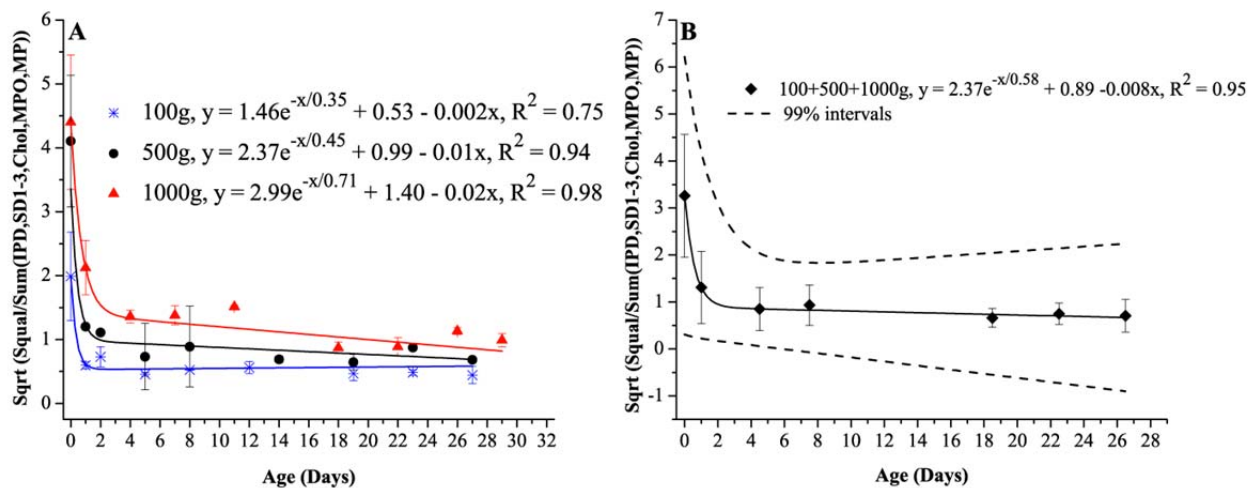 A
Sqrt (Squal/Sum(IPD,SD1-3,Chol,MPO,MP))
6
5
4
3
2
1
0
100g, y = 1.46e^-x/0.35 + 0.53 - 0.002x, R^2 = 0.75
500g, y = 2.37e^-x/0.45 + 0.99 - 0.01x, R^2 = 0.94
1000g, y = 2.99e^-x/0.71 + 1.40 - 0.02x, R^2 = 0.98
0 2 4 6 8 10 12 14 16 18 20 22 24 26 28 30 32
Age (Days)
B
Sqrt (Squal/Sum(IPD,SD1-3,Chol,MPO,MP))
7
6
5
4
3
2
1
0
-1
100+500+1000g, y = 2.37e^-x/0.58 + 0.89 -0.008x, R^2 = 0.95
99% intervals
0 2 4 6 8 10 12 14 16 18 20 22 24 26 28
Age (Days)